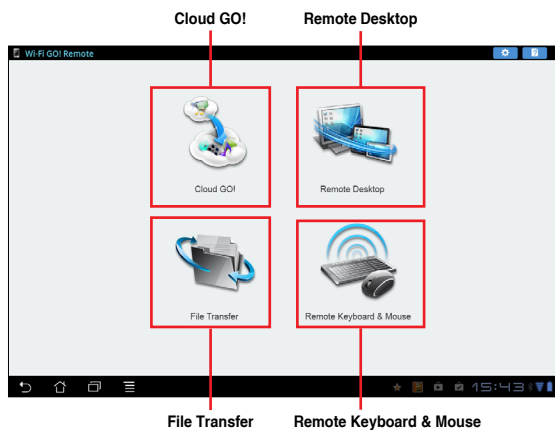 Cloud GO! Remote Desktop
Wi-Fi GO! Remote
Cloud GO! Remote Desktop
File Transfer Remote Keyboard & Mouse
15:43
File Transfer Remote Keyboard & Mouse